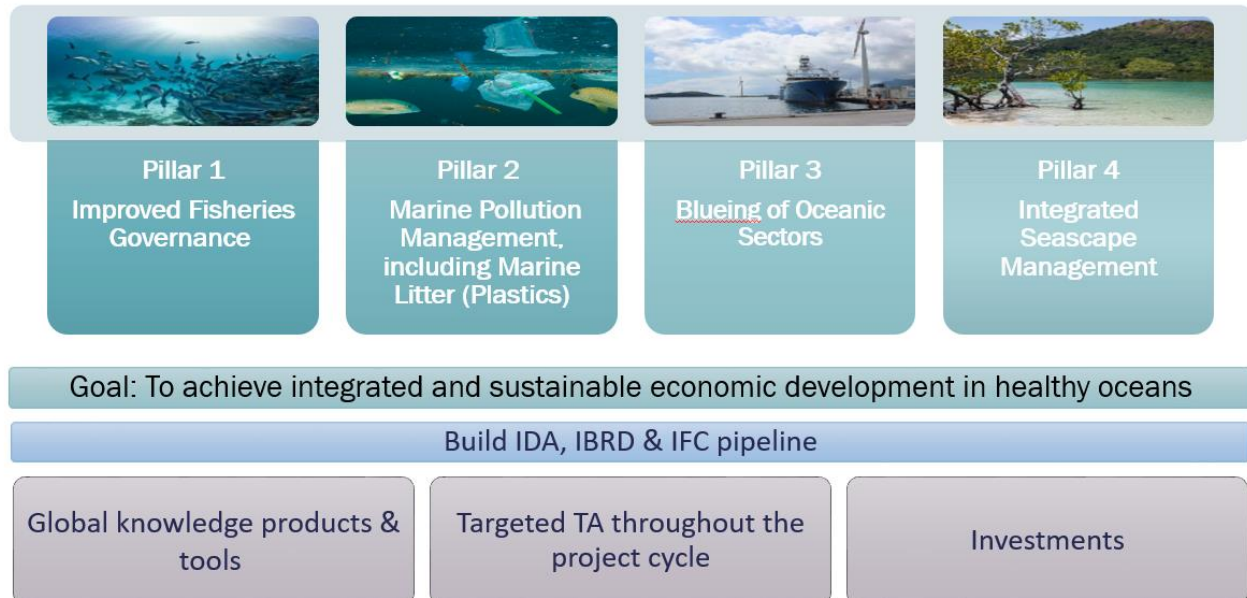 Pillar 1
Improved Fisheries
Governance
Pillar 2
Marine Pollution
Management,
including Marine
Litter (Plastics)
Pillar 3
Blueing of Oceanic
Sectors
Pillar 4
Integrated
Seascape
Management
Goal: To achieve integrated and sustainable economic development in healthy oceans
Build IDA, IBRD & IFC pipeline
Global knowledge products &
tools
Targeted TA throughout the
project cycle
Investments